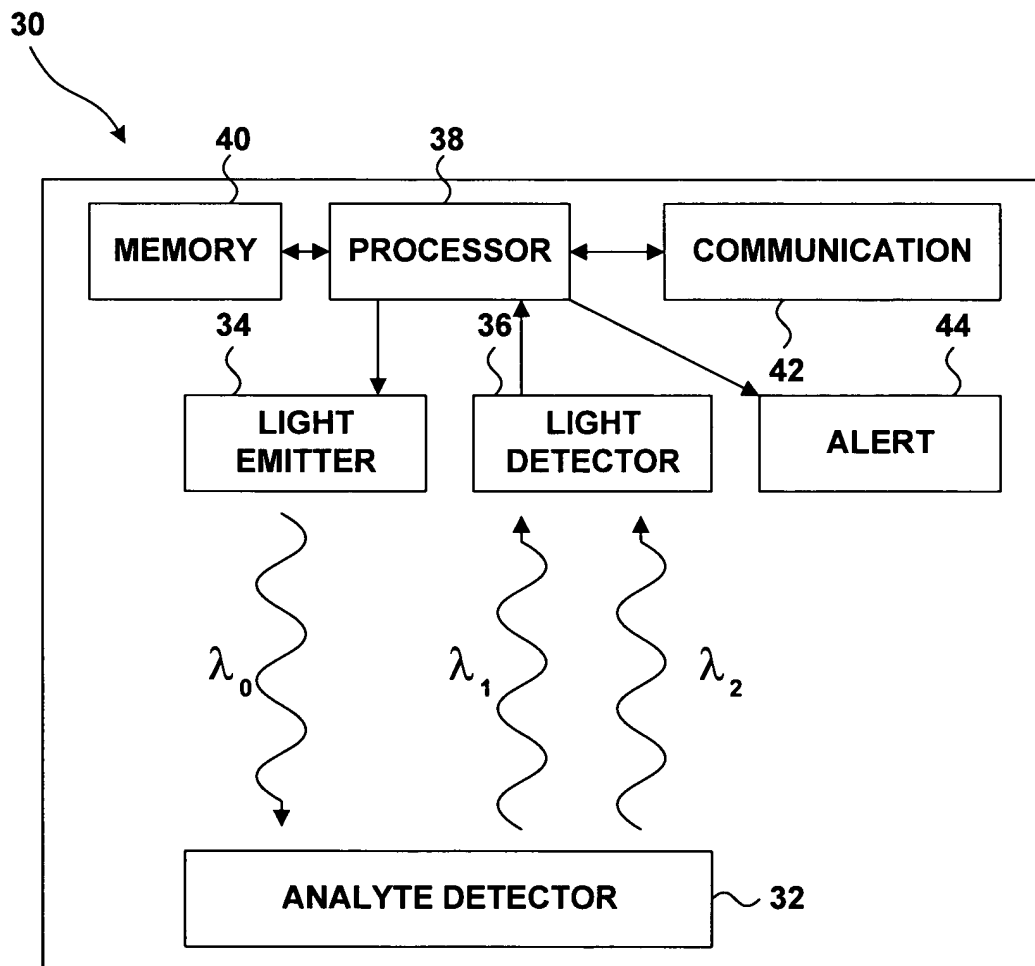 30
40
38
MEMORY
PROCESSOR
COMMUNICATION
34
36
42
44
LIGHT
EMITTER
LIGHT
DETECTOR
ALERT
λ0
λ1
λ2
ANALYTE DETECTOR
32